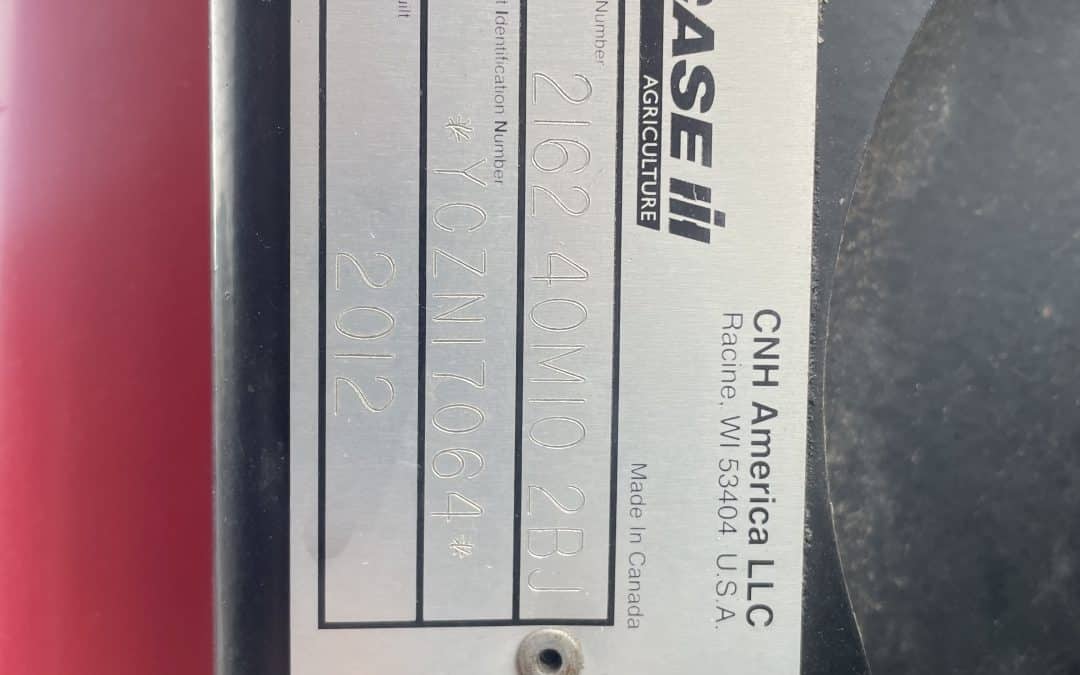 CASE III
AGRICULTURE
CNH America LLC
Racine, WI 53404 U.S.A.
Made In Canada
Number
2162 40M10 2BJ
Identification Number
*YCZN17064*
2012